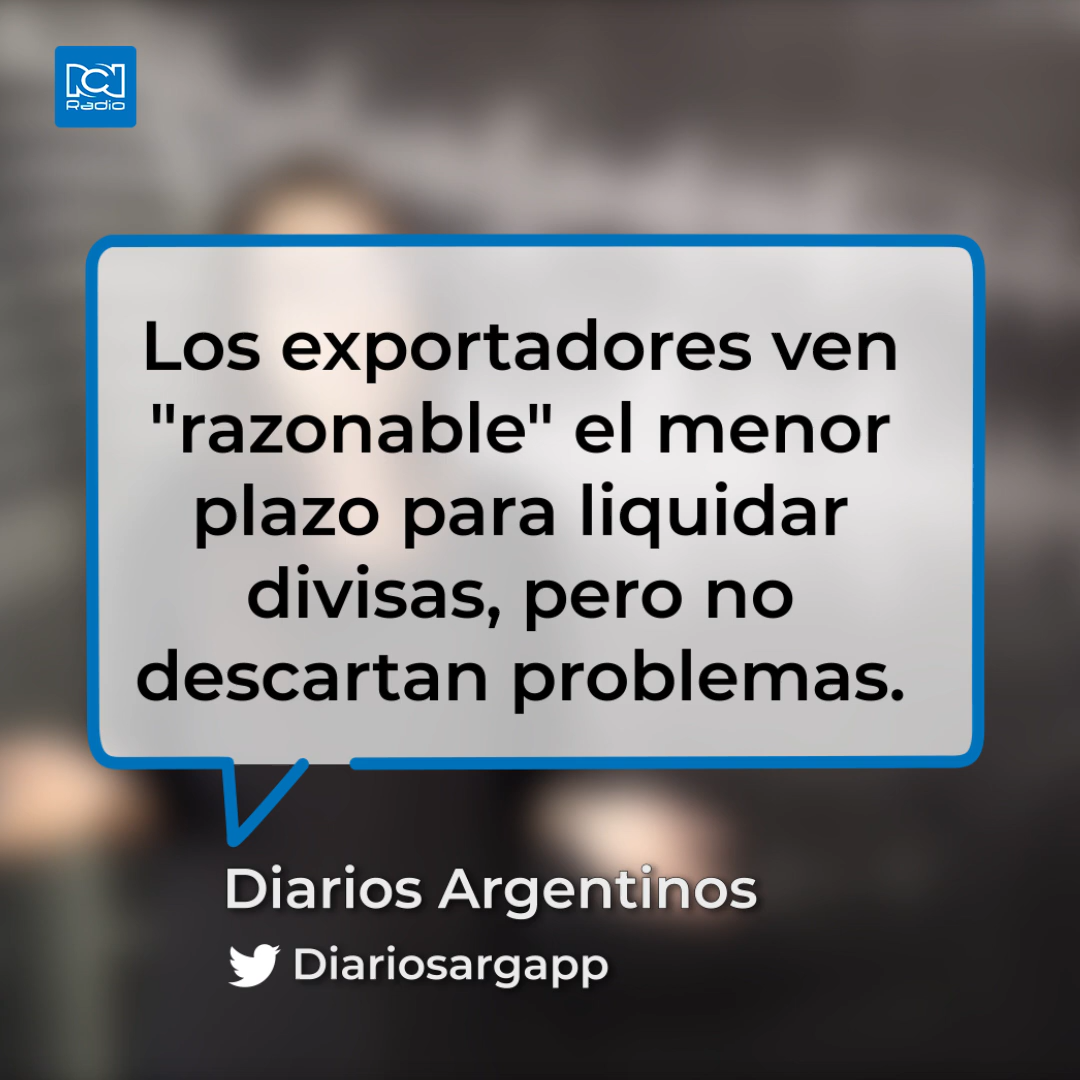 RCN
Radio
Los exportadores ven
"razonable" el menor
plazo para liquidar
divisas, pero no
descartan problemas.
Diarios Argentinos
Diariosargapp